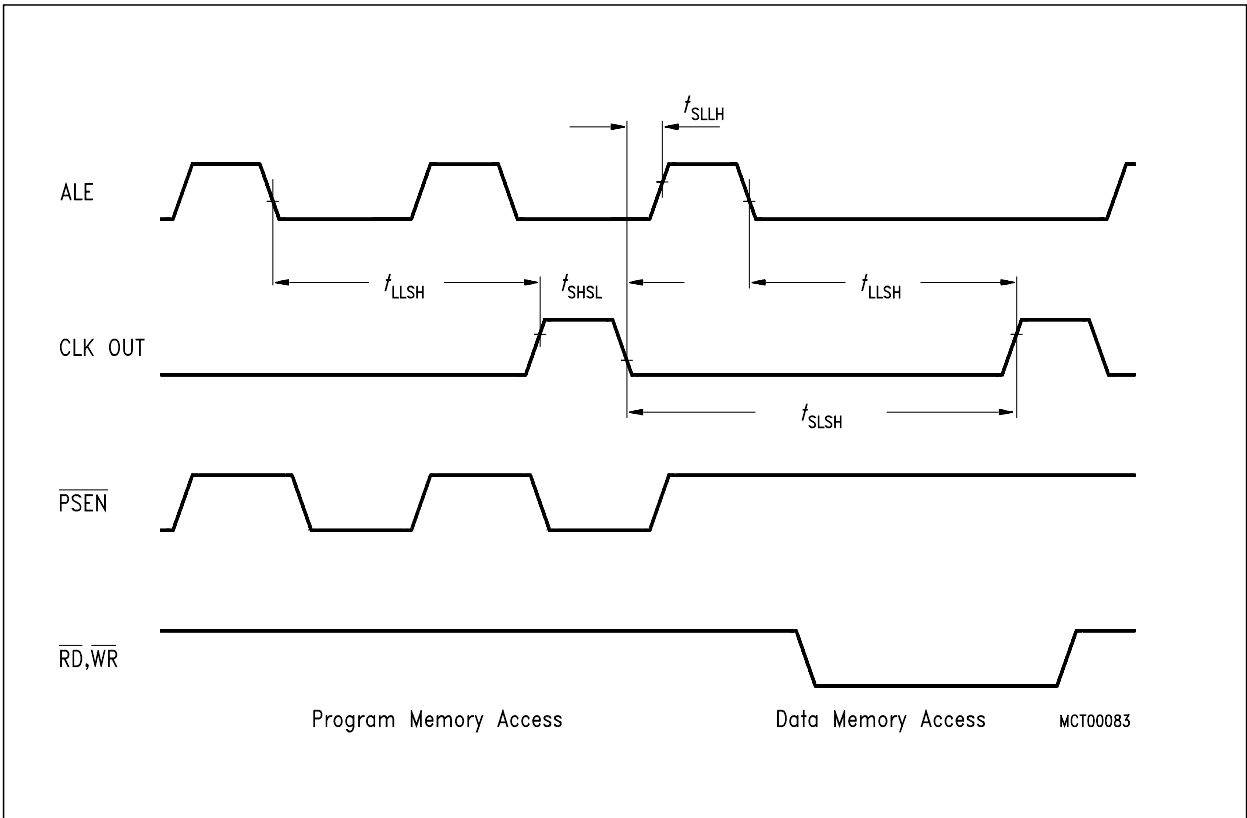 tSLLH
ALE
tLLSH
tSHSL
tLLSH
CLK OUT
tSLSH
PSEN
RD,WR
Program Memory Access
Data Memory Access
MCT00083